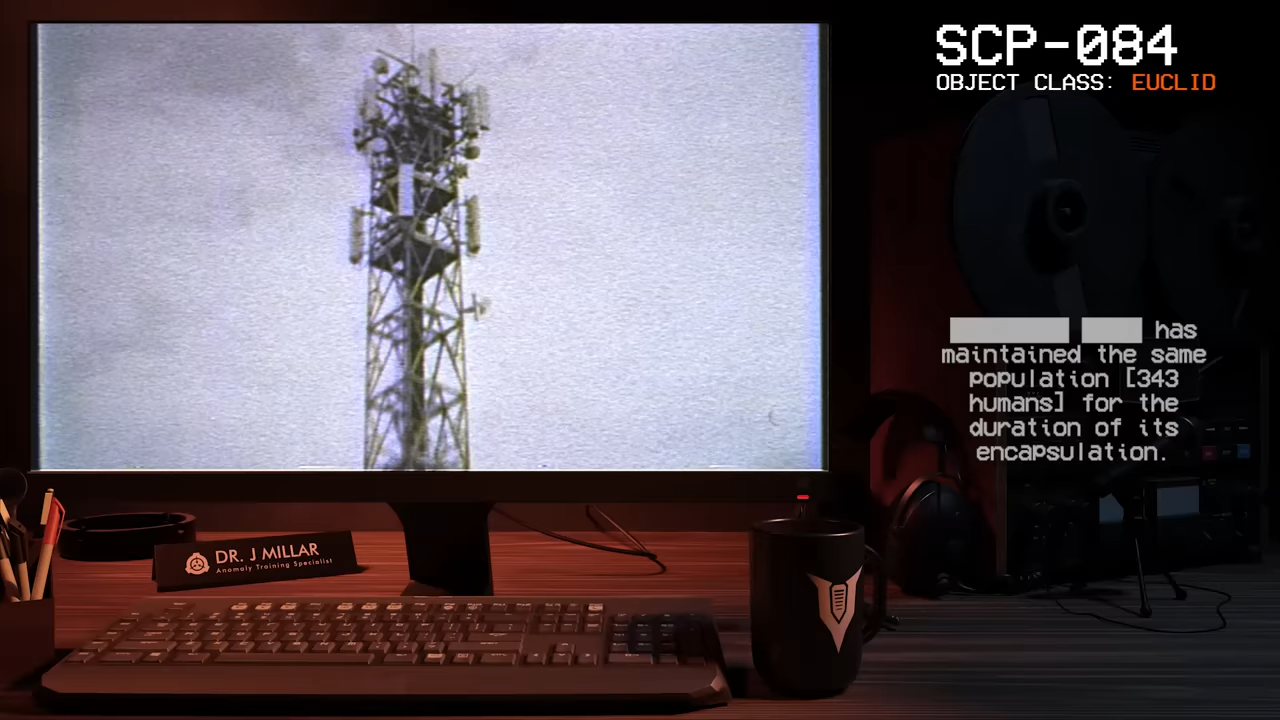 SCP-084
OBJECT CLASS: EUCLID
has
maintained the same
population [343
humans] for the
duration of its
encapsulation.
DR. J MILLAR
Anomaly Training Specialist